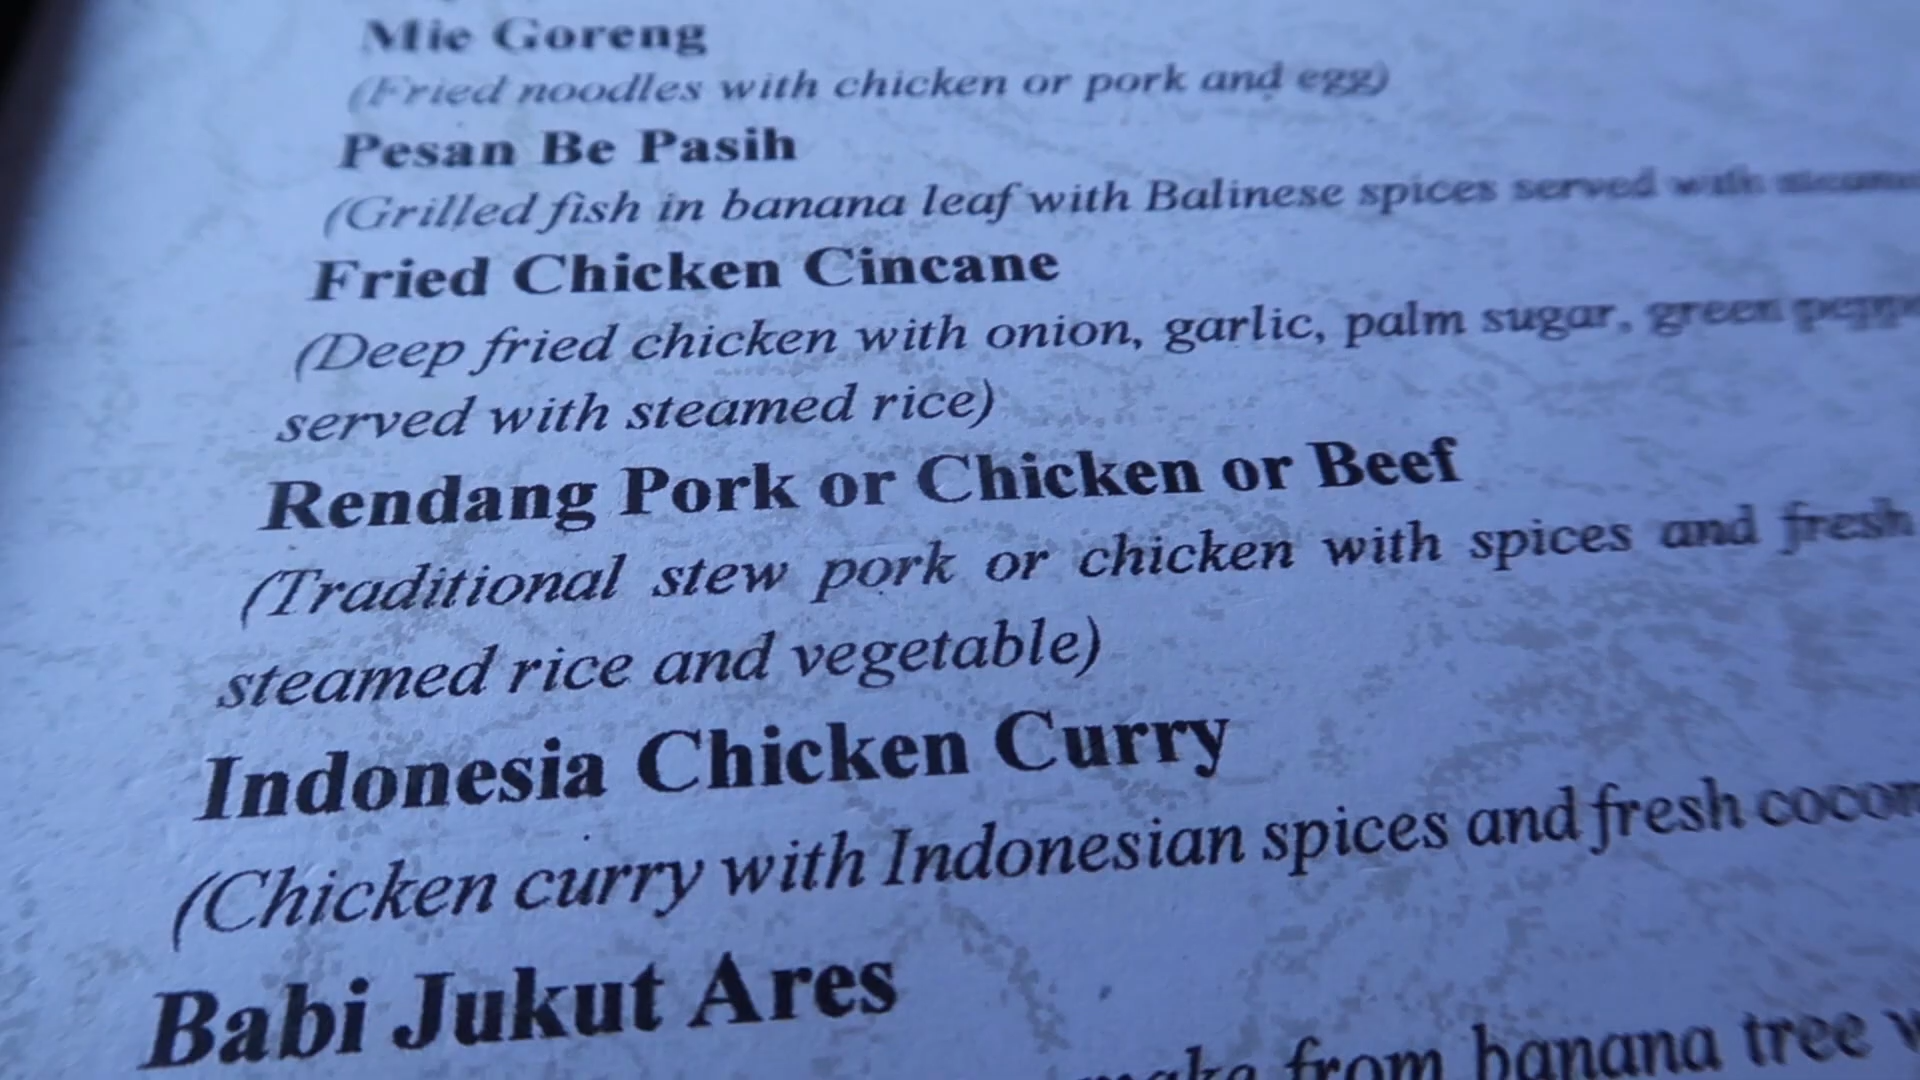 Mie Goreng
(Fried noodles with chicken or pork and egg)
Pesan Be Pasih
(Grilled fish in banana leaf with Balinese spices served with
Fried Chicken Cincane
(Deep fried chicken with onion, garlic, palm sugar, green
served with steamed rice)
Rendang Pork or Chicken or Beef
(Traditional stew pork or chicken with spices and fresh
steamed rice and vegetable)
Indonesia Chicken Curry
(Chicken curry with Indonesian spices and fresh
Babi Jukut Ares
from banana tree